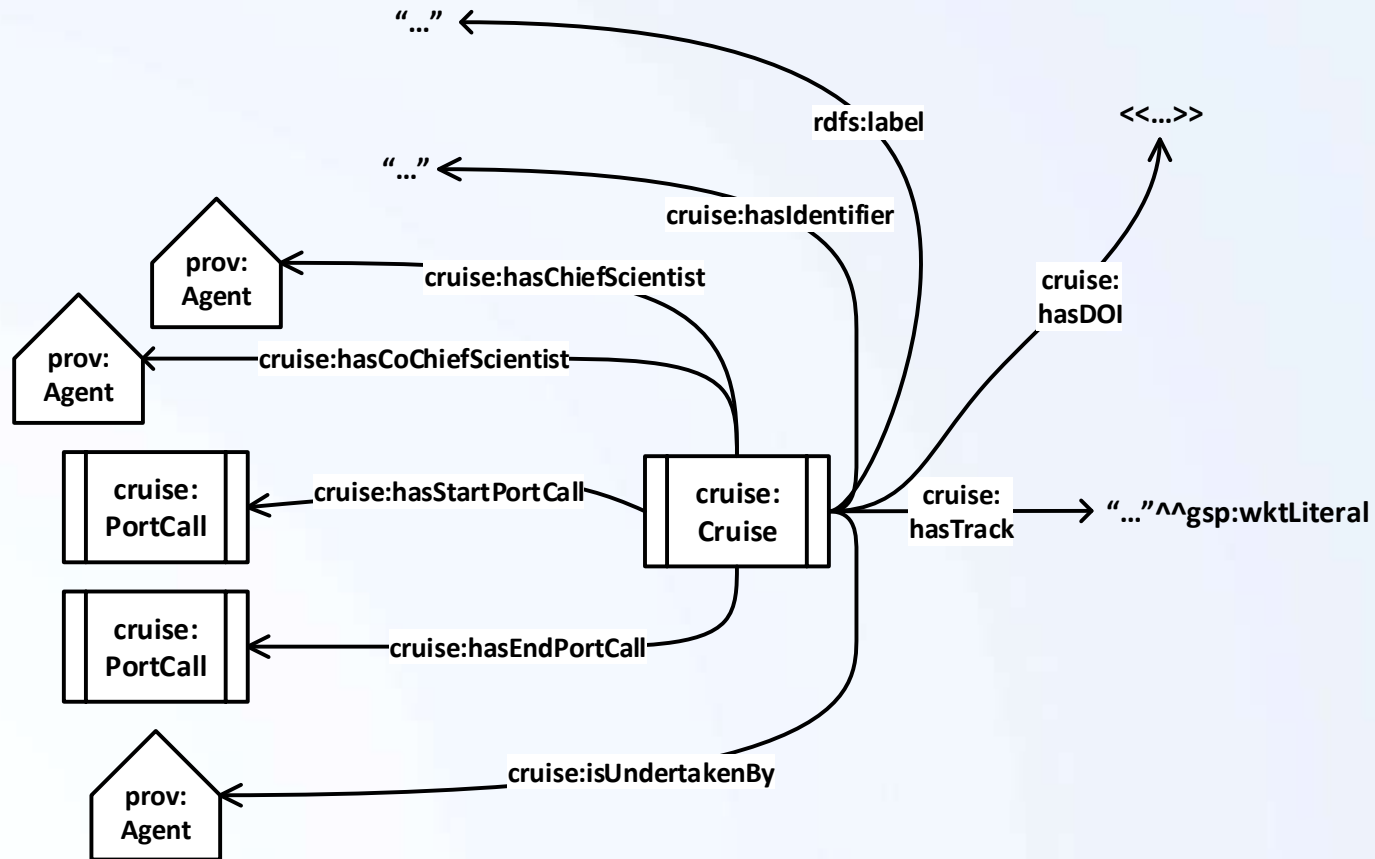 “...”
rdfs:label
<<...>>
“...”
cruise:hasIdentifier
prov:
Agent
cruise:hasChiefScientist
cruise:
hasDOI
prov:
Agent
cruise:hasCoChiefScientist
cruise:
PortCall
cruise:hasStartPortCall
cruise:
Cruise
cruise:
hasTrack
“...”^^gsp:wktLiteral
cruise:
PortCall
cruise:hasEndPortCall
prov:
Agent
cruise:isUndertakenBy